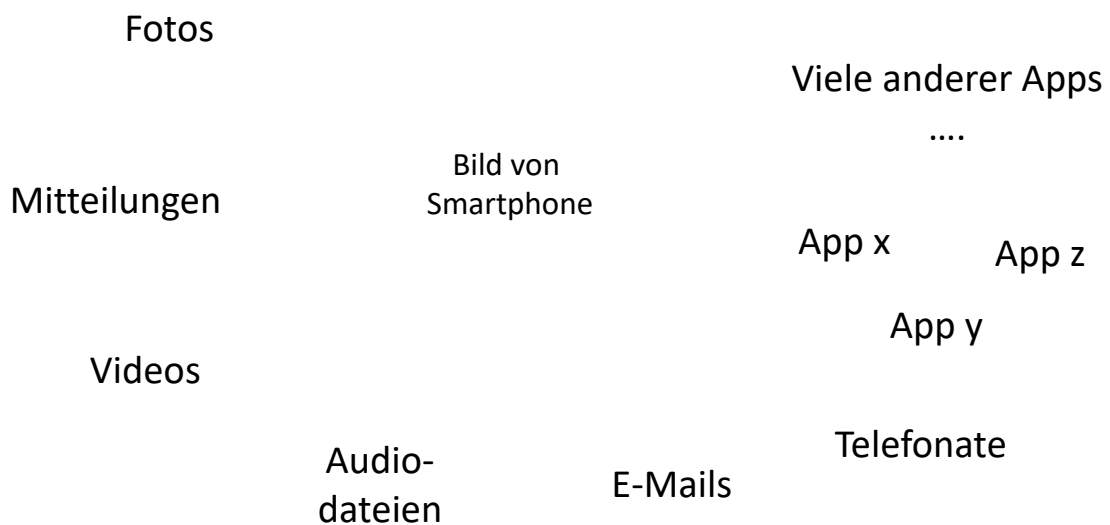 Fotos
Viele anderer Apps
....
Bild von
Smartphone
Mitteilungen
App x
App z
App y
Videos
Telefonate
Audio-
dateien
E-Mails